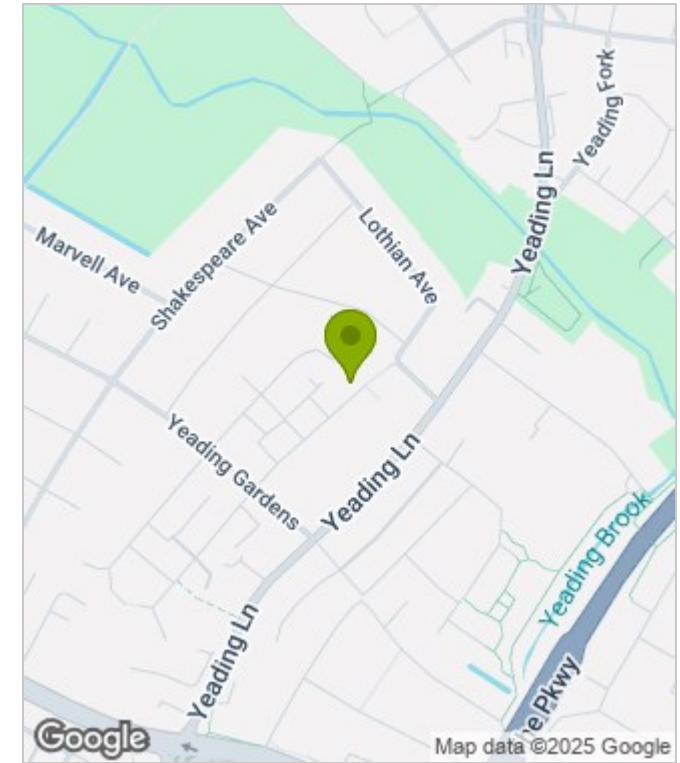 Yeading Fork
Yeading Ln
Marvell Ave
Shakespeare Ave
Lothian Ave
Yeading Gardens
Yeading Ln
Yeading Brook
Yeading Ln
Pkwy
Google
Map data ©2025 Google